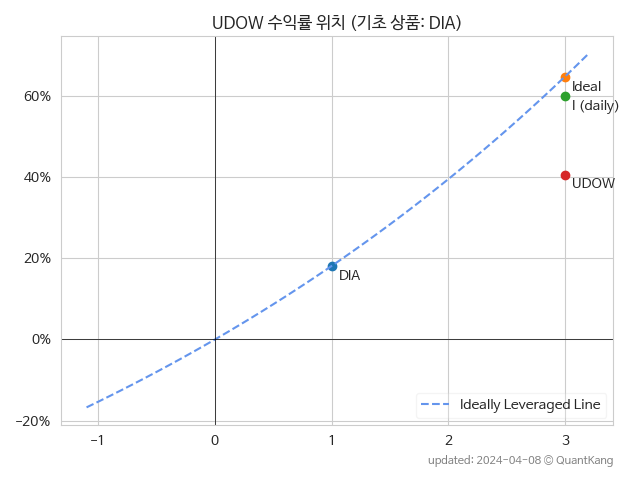 UDOW 수익률 위치 (기초 상품: DIA)
60%
40%
20%
0%
−20%
Ideal
I (daily)
UDOW
DIA
Ideally Leveraged Line
−1
0
1
2
3
updated: 2024-04-08 © QuantKang